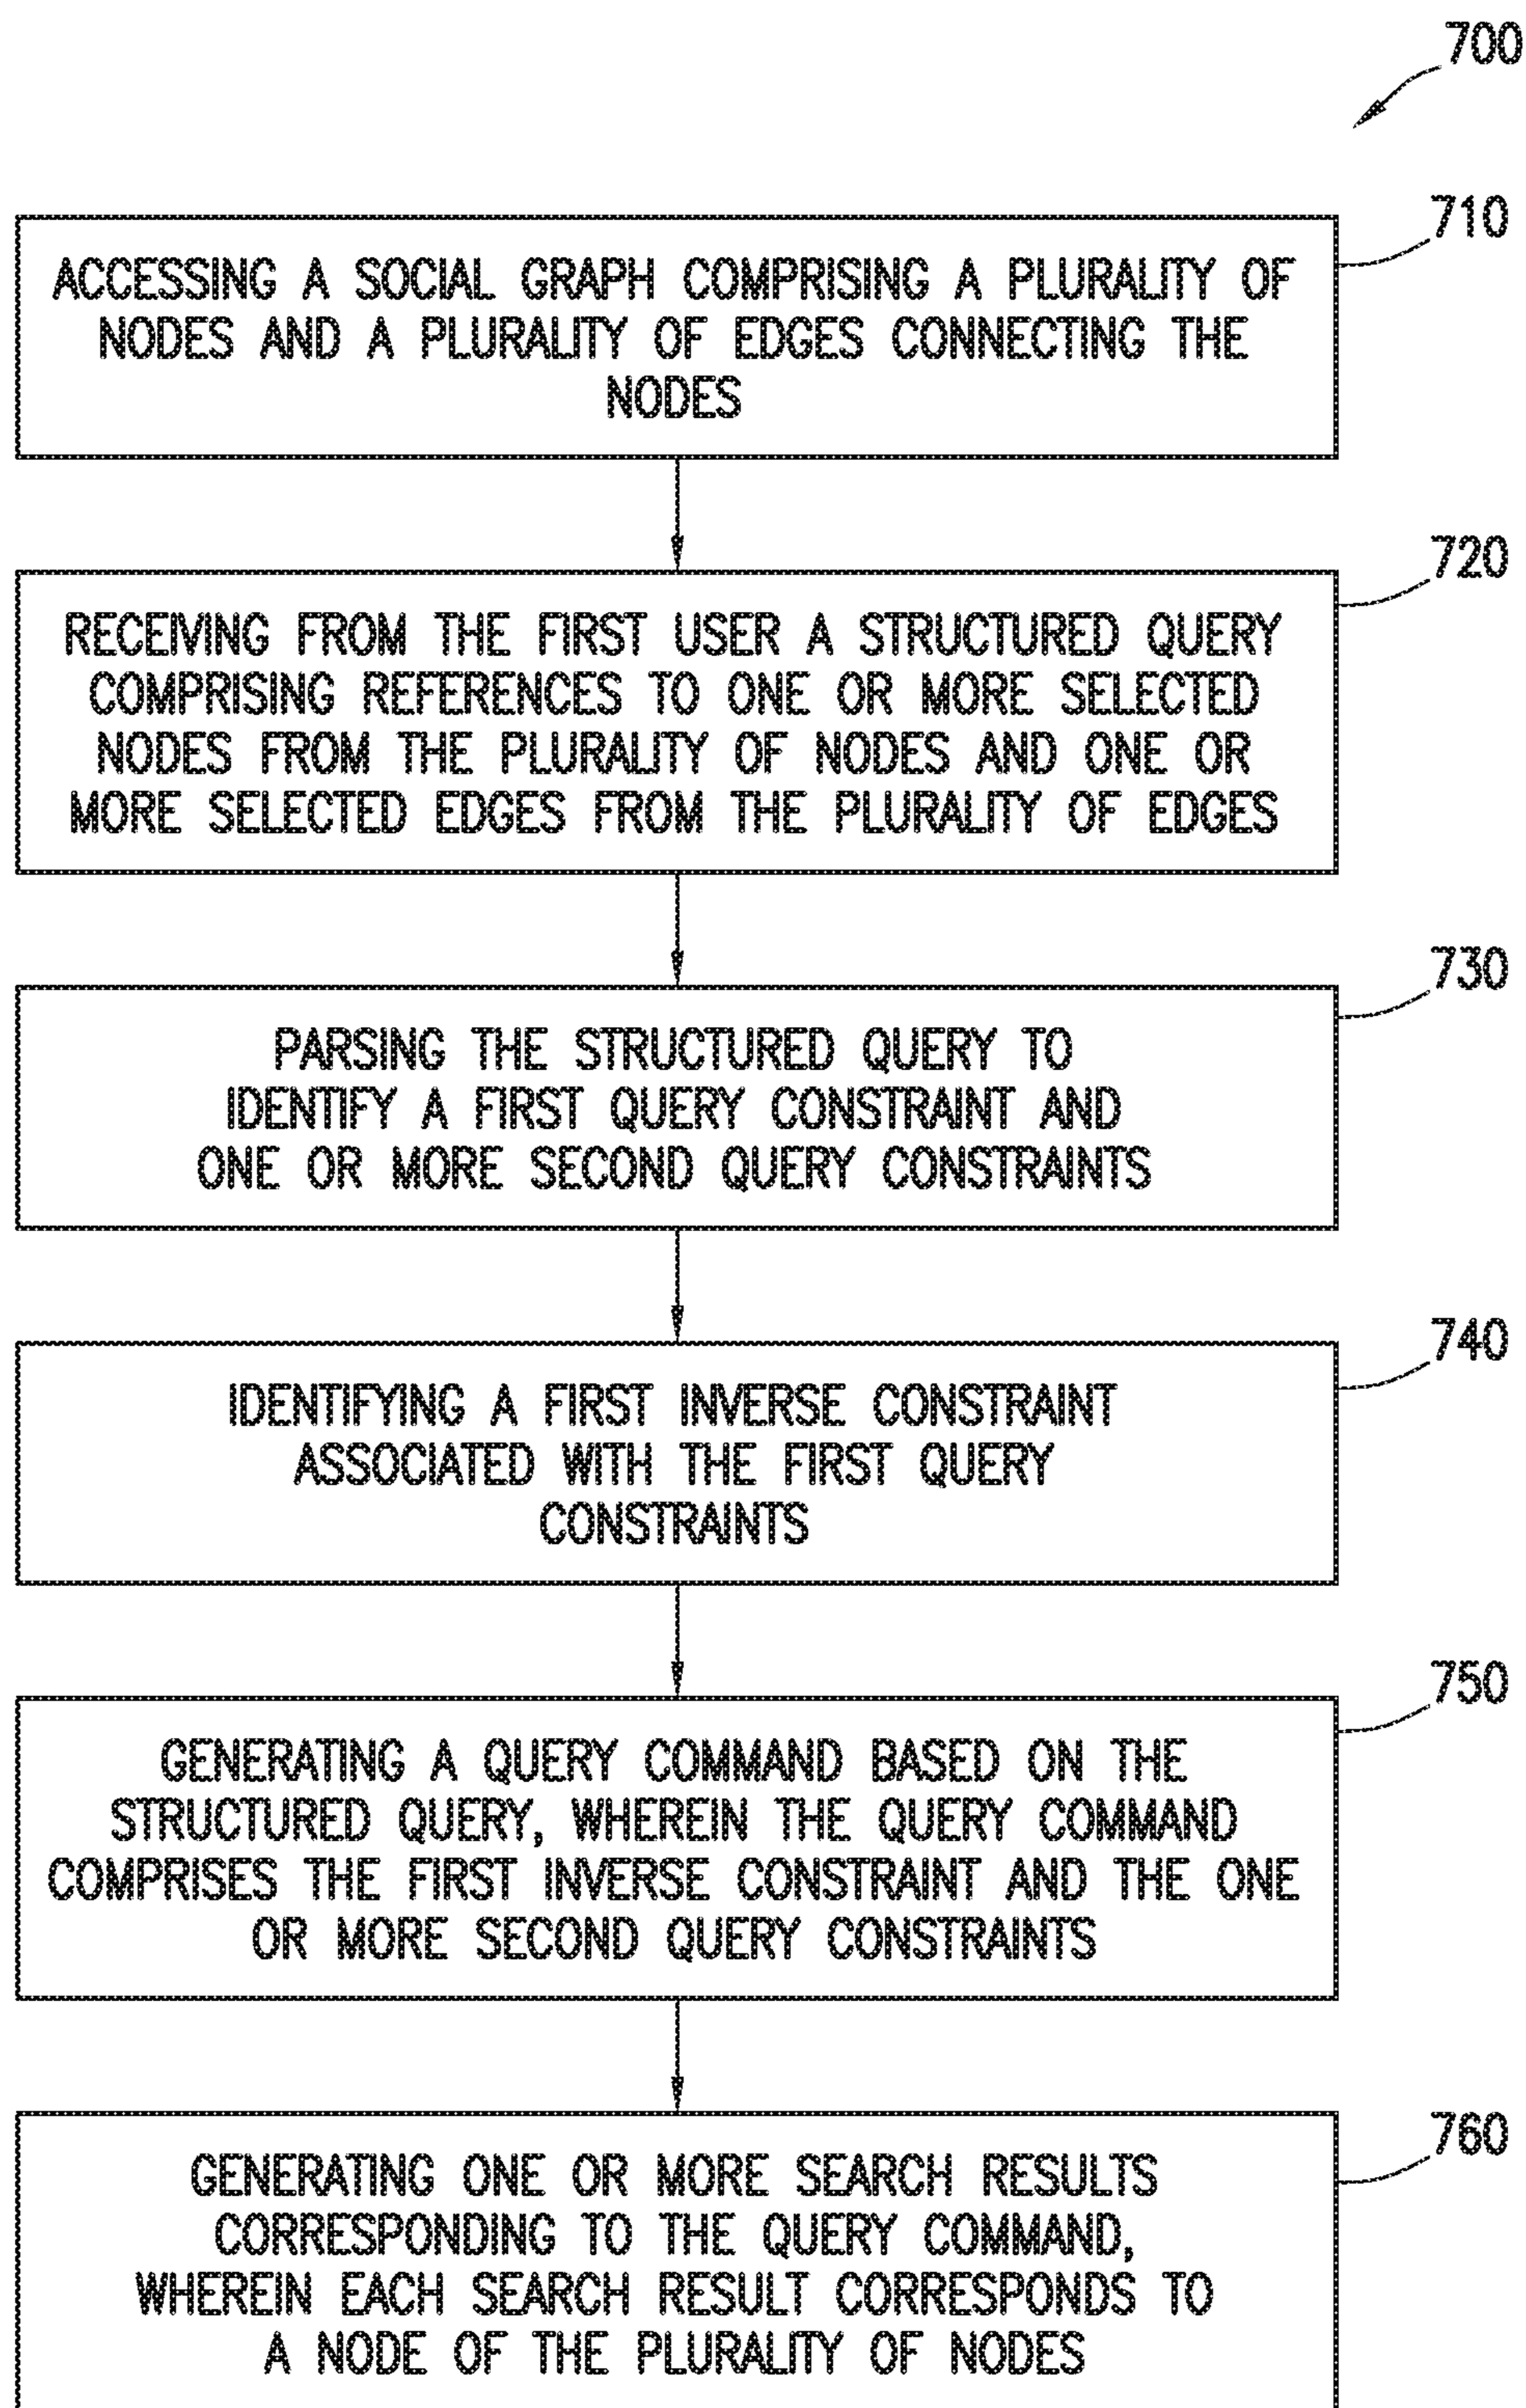 700
710
ACCESSING A SOCIAL GRAPH COMPRISING A PLURALITY OF
NODES AND A PLURALITY OF EDGES CONNECTING THE
NODES
720
RECEIVING FROM THE FIRST USER A STRUCTURED QUERY
COMPRISING REFERENCES TO ONE OR MORE SELECTED
NODES FROM THE PLURALITY OF NODES AND ONE OR
MORE SELECTED EDGES FROM THE PLURALITY OF EDGES
730
PARSING THE STRUCTURED QUERY TO
IDENTIFY A FIRST QUERY CONSTRAINT AND
ONE OR MORE SECOND QUERY CONSTRAINTS
740
IDENTIFYING A FIRST INVERSE CONSTRAINT
ASSOCIATED WITH THE FIRST QUERY
CONSTRAINTS
750
GENERATING A QUERY COMMAND BASED ON THE
STRUCTURED QUERY, WHEREIN THE QUERY COMMAND
COMPRISES THE FIRST INVERSE CONSTRAINT AND THE ONE
OR MORE SECOND QUERY CONSTRAINTS
760
GENERATING ONE OR MORE SEARCH RESULTS
CORRESPONDING TO THE QUERY COMMAND,
WHEREIN EACH SEARCH RESULT CORRESPONDS TO
A NODE OF THE PLURALITY OF NODES